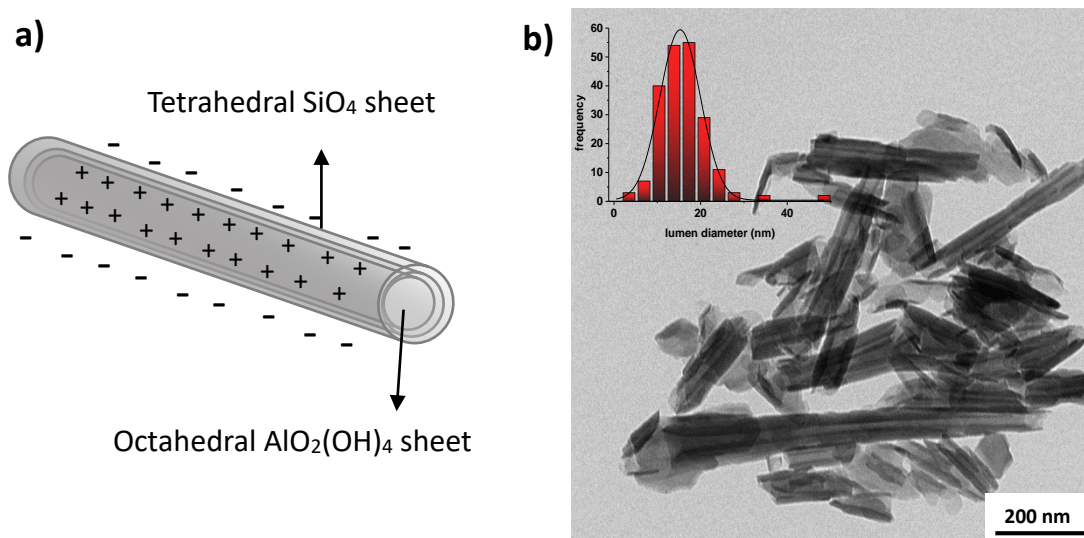 a)
Tetrahedral SiO₄ sheet
Octahedral AlO₂(OH)₄ sheet
b)
60
50
40
30
20
10
0
frequency
0 20 40
lumen diameter (nm)
200 nm